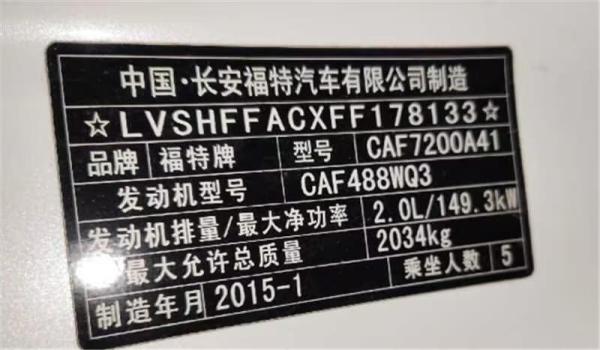 中国·长安福特汽车有限公司制造
☆LVSHFFACXFF178133☆
品牌 福特牌 型号 CAF7200A41
发动机型号 CAF488WQ3
发动机排量/最大净功率 2.0L/149.3kW
最大允许总质量 2034kg
制造年月 2015-1 乘坐人数 5